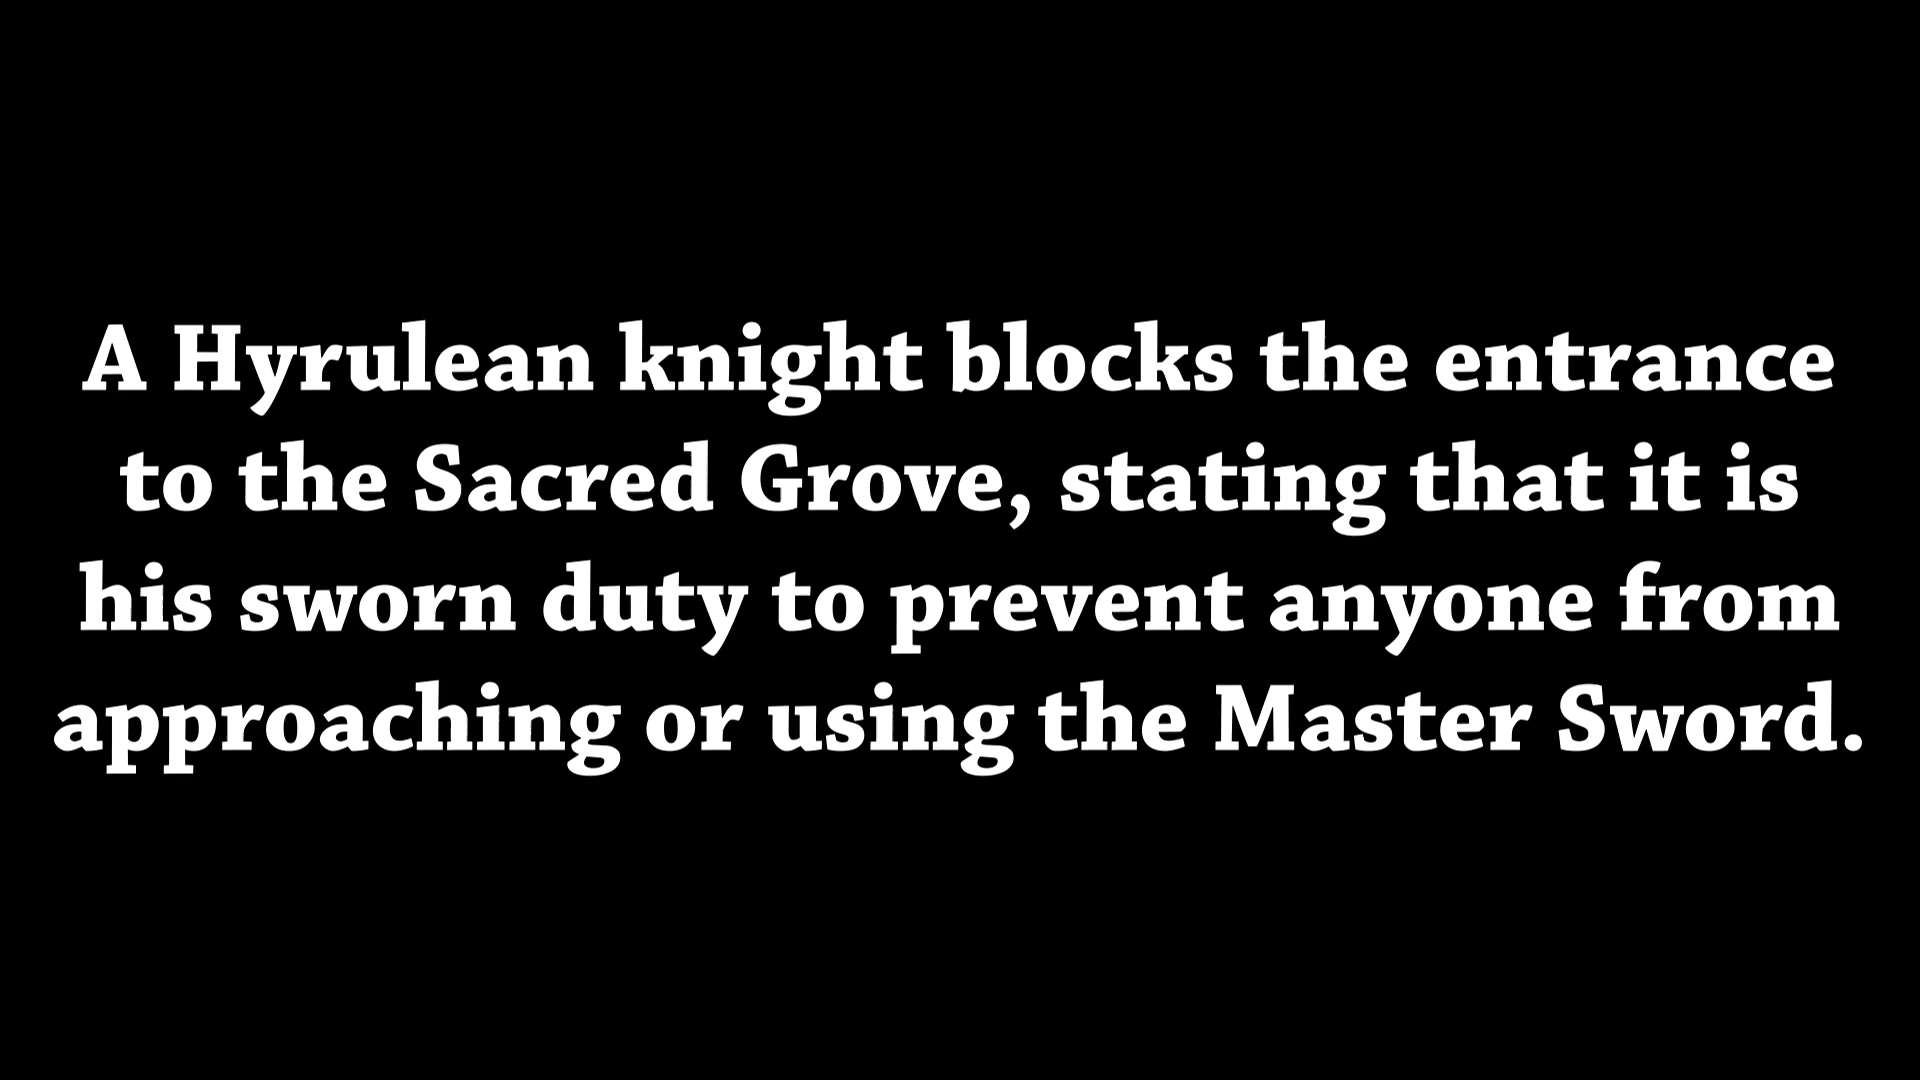 A Hyrulean knight blocks the entrance
to the Sacred Grove, stating that it is
his sworn duty to prevent anyone from
approaching or using the Master Sword.